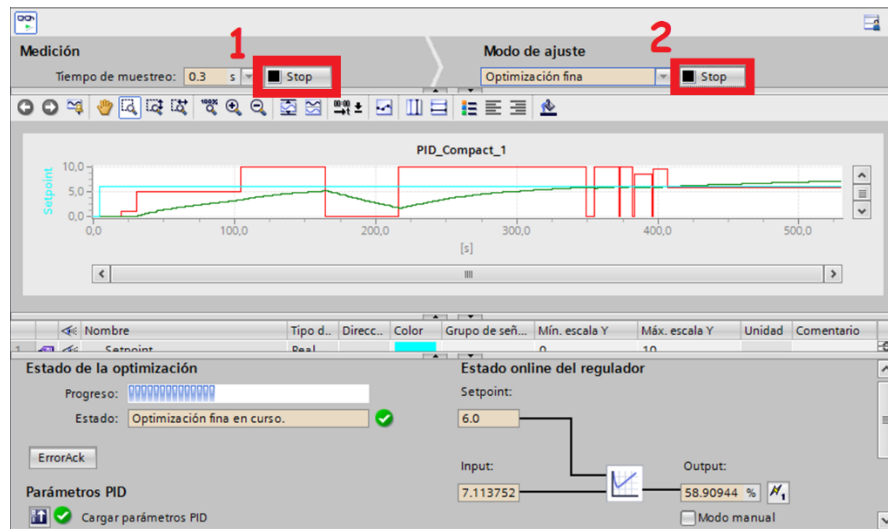 1
2
Medición
Modo de ajuste
Tiempo de muestreo: 0.3 s Stop
Optimización fina Stop
PID_Compact_1
Setpoint
10,0
5,0
0,0
0,0 100,0 200,0 300,0 400,0 500,0
[s]
Nombre Tipo d.. Direcc.. Color Grupo de señ... Mín. escala Y Máx. escala Y Unidad Comentario
1 Setpoint Real 0 10
Estado de la optimización
Estado online del regulador
Progreso:
Setpoint:
Estado: Optimización fina en curso.
6.0
ErrorAck
Input:
Output:
7.113752
58.90944 %
Parámetros PID
Cargar parámetros PID
Modo manual